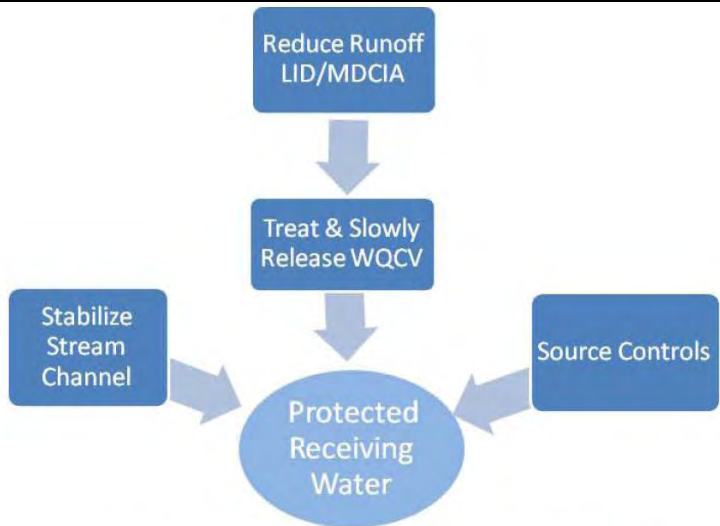 Reduce Runoff
LID/MDCIA
Treat & Slowly
Release WQCV
Stabilize
Stream
Channel
Source Controls
Protected
Receiving
Water